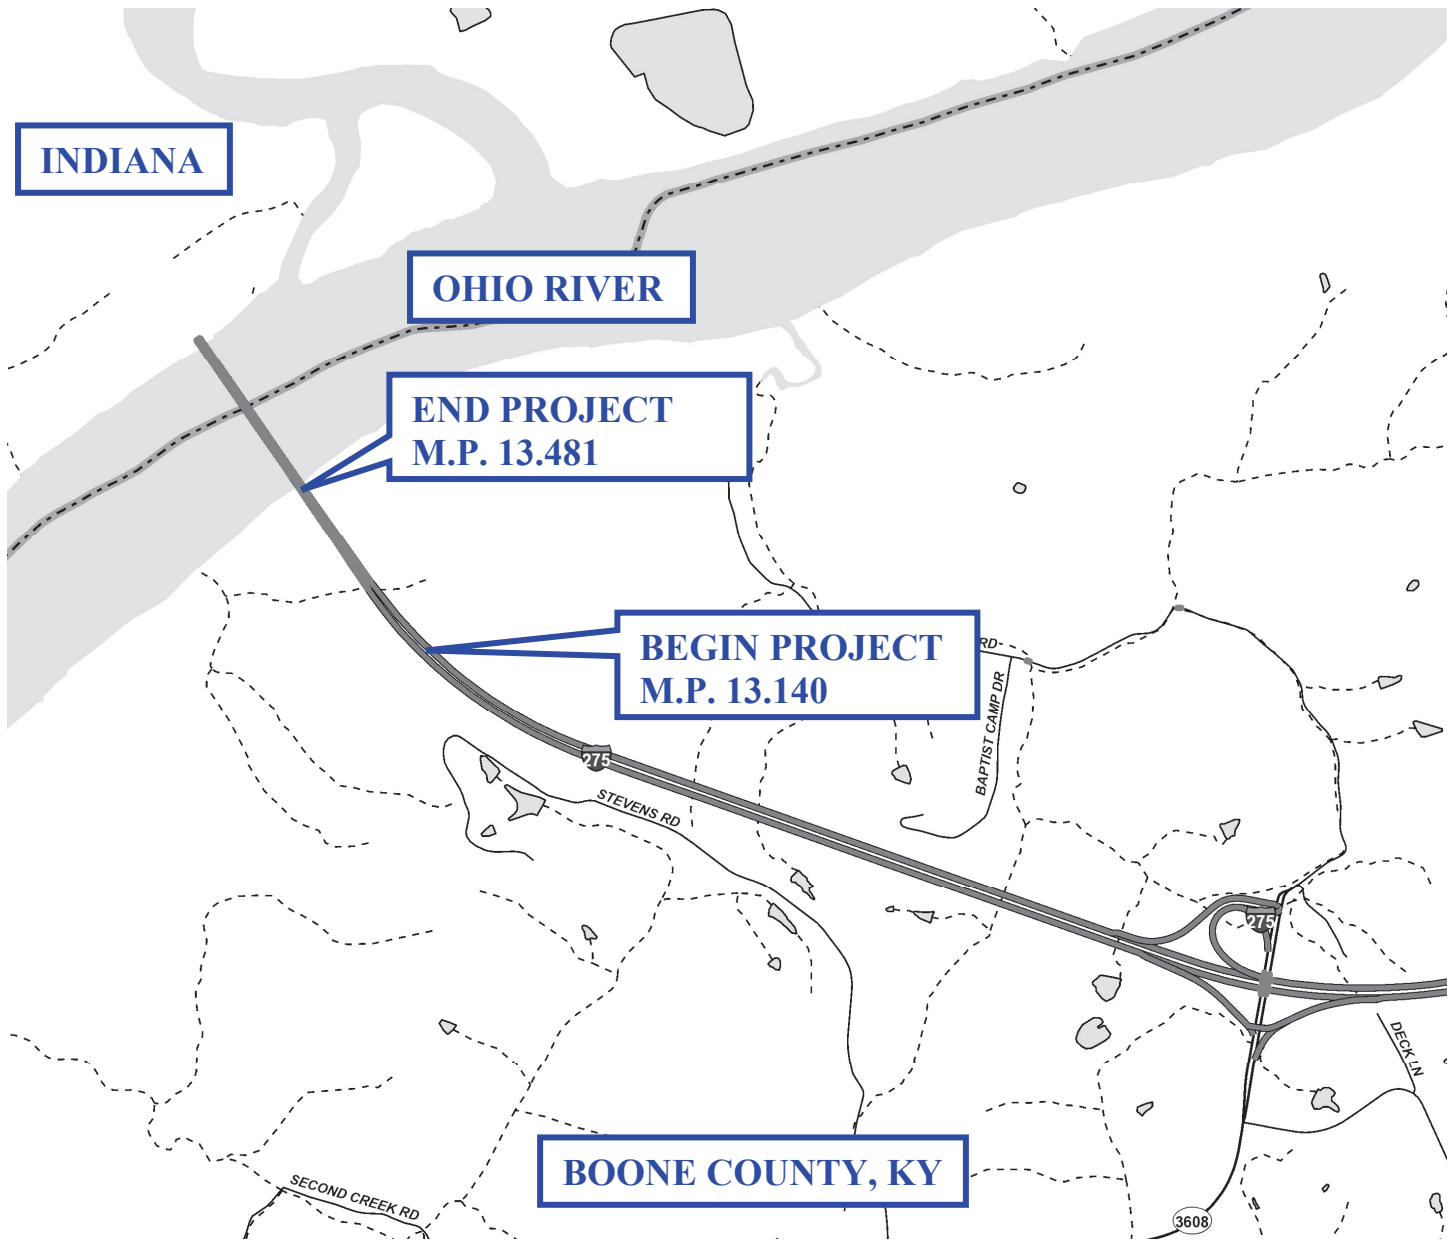 INDIANA
OHIO RIVER
END PROJECT
M.P. 13.481
BEGIN PROJECT
M.P. 13.140
RD
BAPTIST CAMP DR
275
STEVENS RD
275
DECK LN
BOONE COUNTY, KY
SECOND CREEK RD
3608